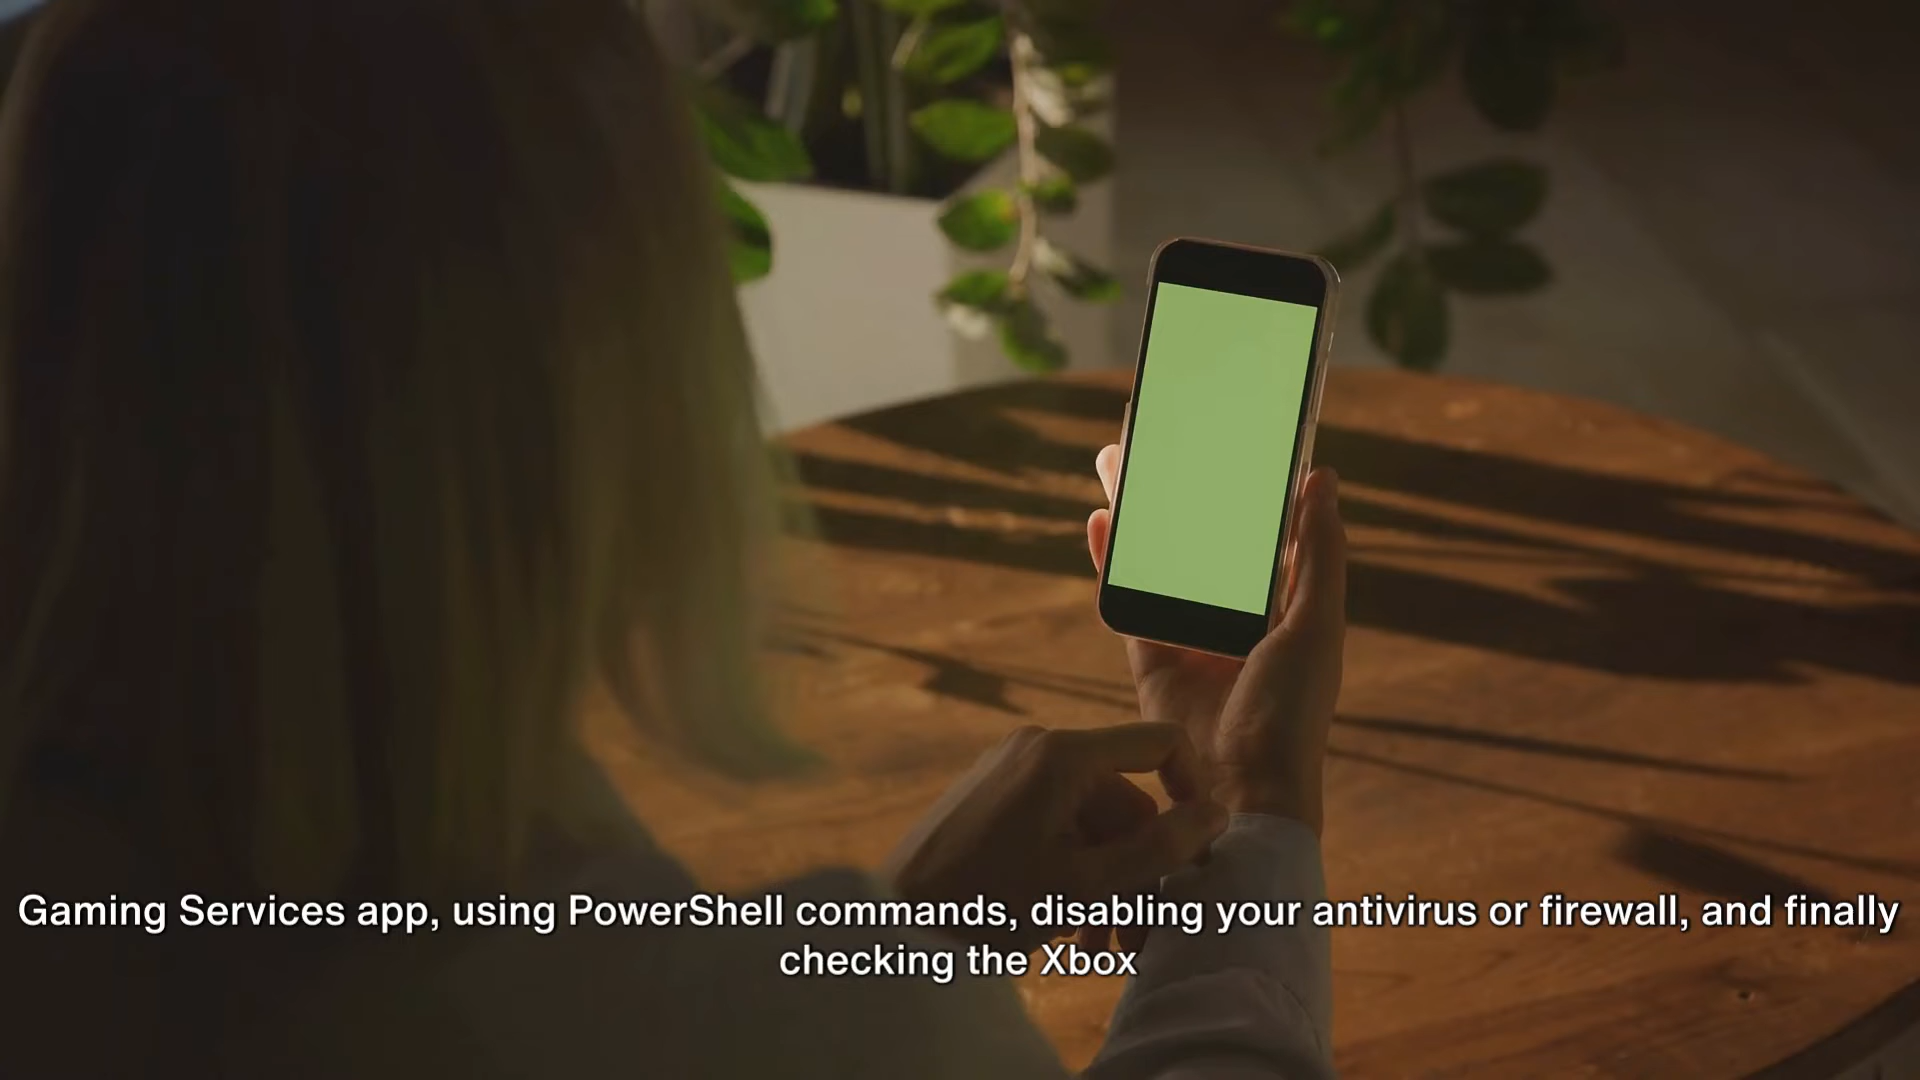 Gaming Services app, using PowerShell commands, disabling your antivirus or firewall, and finally
checking the Xbox